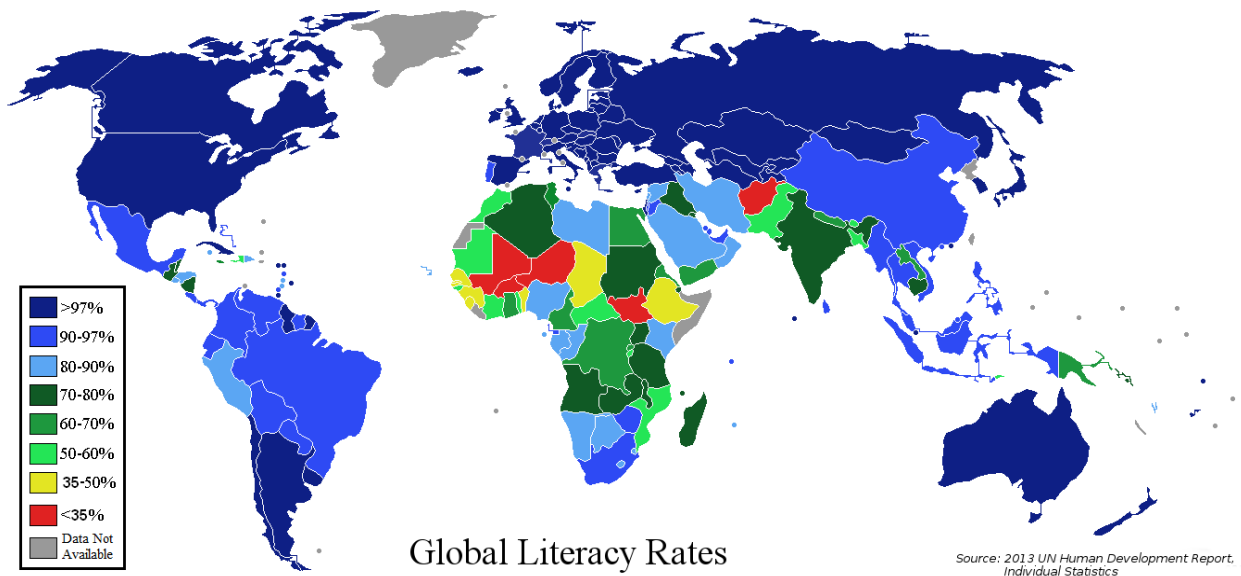 >97%
90-97%
80-90%
70-80%
60-70%
50-60%
35-50%
<35%
Data Not
Available
Global Literacy Rates
Source: 2013 UN Human Development Report,
Individual Statistics